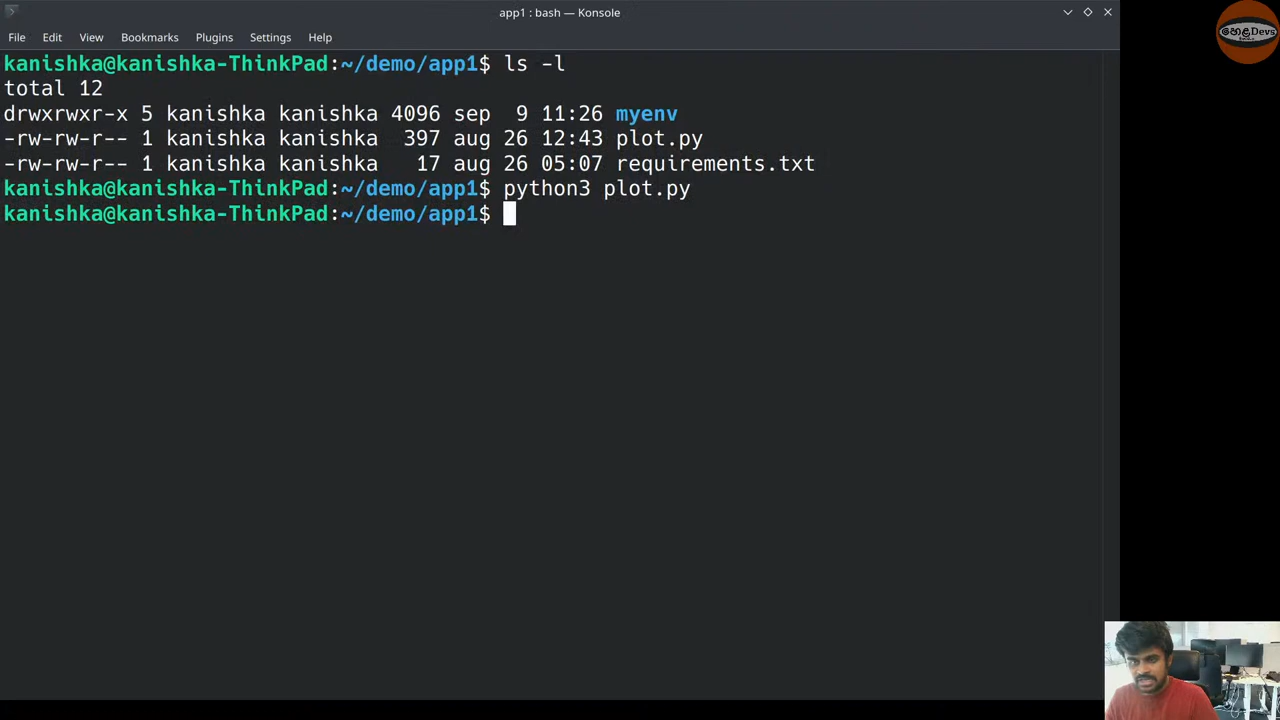 app1 : bash — Konsole
File Edit View Bookmarks Plugins Settings Help
kanishka@kanishka-ThinkPad:~/demo/app1$ ls -l
total 12
drwxrwxr-x 5 kanishka kanishka 4096 sep  9 11:26 myenv
-rw-rw-r-- 1 kanishka kanishka  397 aug 26 12:43 plot.py
-rw-rw-r-- 1 kanishka kanishka   17 aug 26 05:07 requirements.txt
kanishka@kanishka-ThinkPad:~/demo/app1$ python3 plot.py
kanishka@kanishka-ThinkPad:~/demo/app1$
හෙළDevs